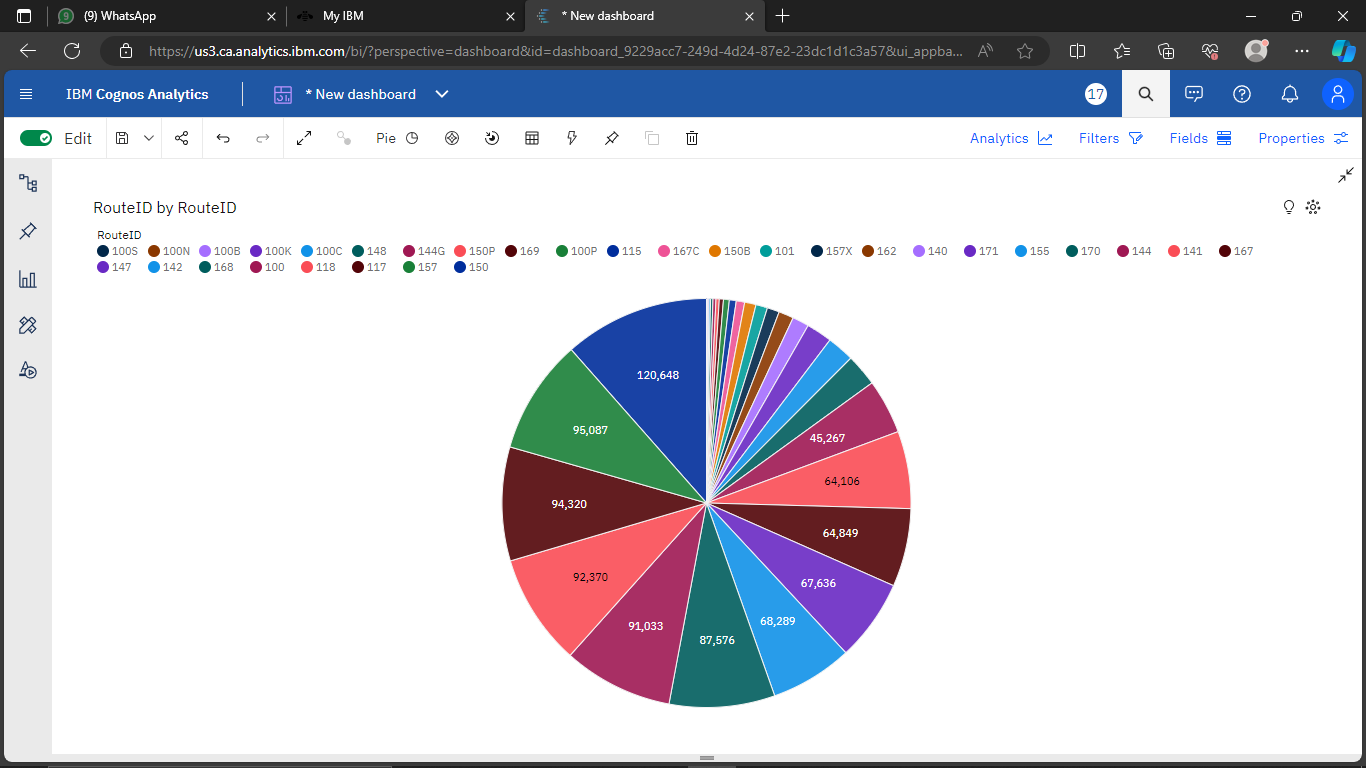 (9) WhatsApp
My IBM
* New dashboard
https://us3.ca.analytics.ibm.com/bi/?perspective=dashboard&id=dashboard_9229acc7-249d-4d24-87e2-23dc1d1c3a57&ui_appba...
IBM Cognos Analytics
* New dashboard
17
Edit
Pie
Analytics
Filters
Fields
Properties
RouteID by RouteID
RouteID
100S 100N 100B 100K 100C 148 144G 150P 169 100P 115 167C 150B 101 157X 162 140 171 155 170 144 141 167
147 142 168 100 118 117 157 150
120,648
95,087
45,267
64,106
94,320
64,849
92,370
67,636
68,289
91,033
87,576